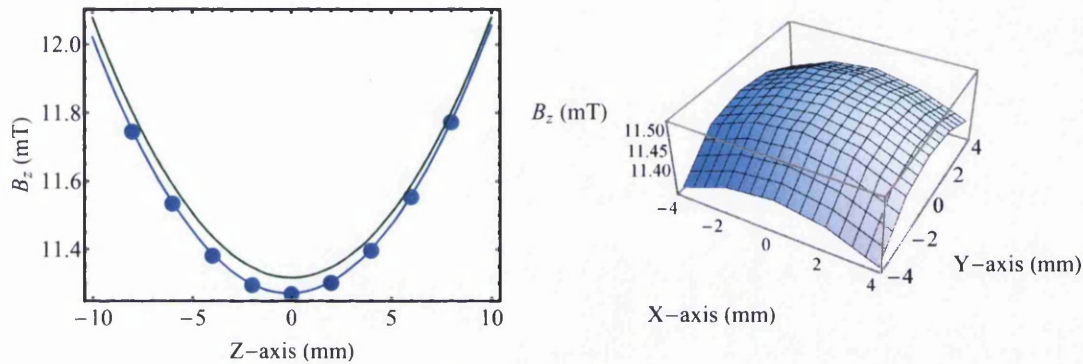 12.0
11.8
11.6
11.4
B_z (mT)
−10 −5 0 5 10
Z−axis (mm)
B_z (mT)
11.50
11.45
11.40
−4 −2 0 2 4
X−axis (mm)
4
2
0
−2
−4
Y−axis (mm)